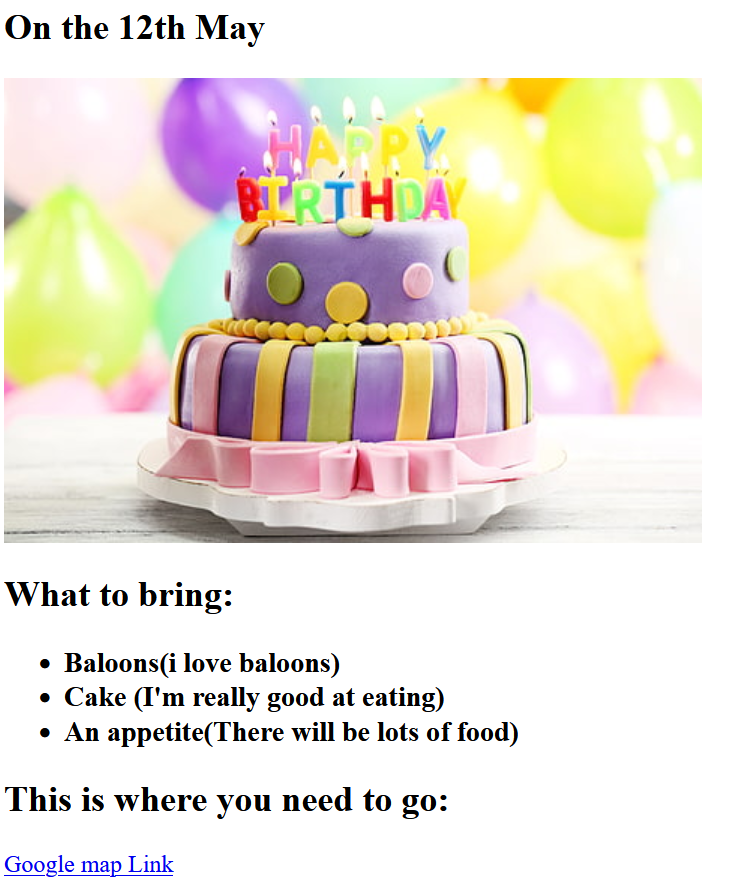 On the 12th May
HAPPY
BIRTHDAY
What to bring:
Baloons(i love baloons)
Cake (I'm really good at eating)
An appetite(There will be lots of food)
This is where you need to go:
Google map Link